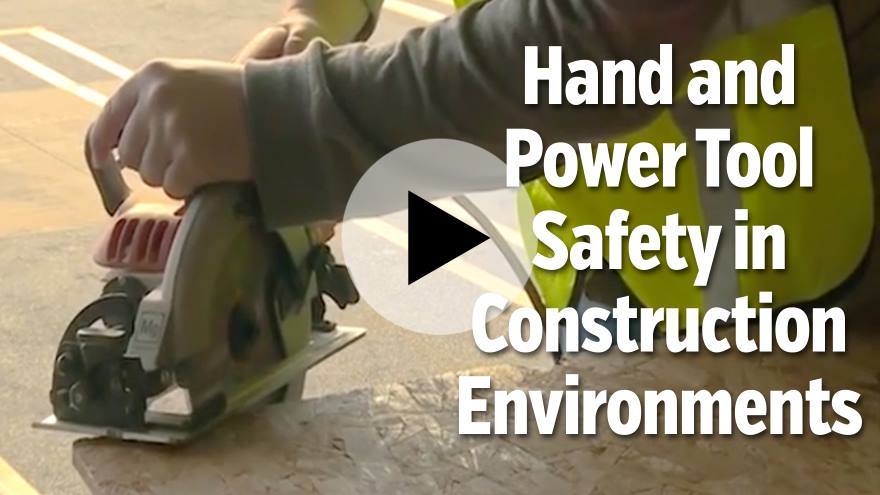 Hand and
Power Tool
Safety in
Construction
Environments